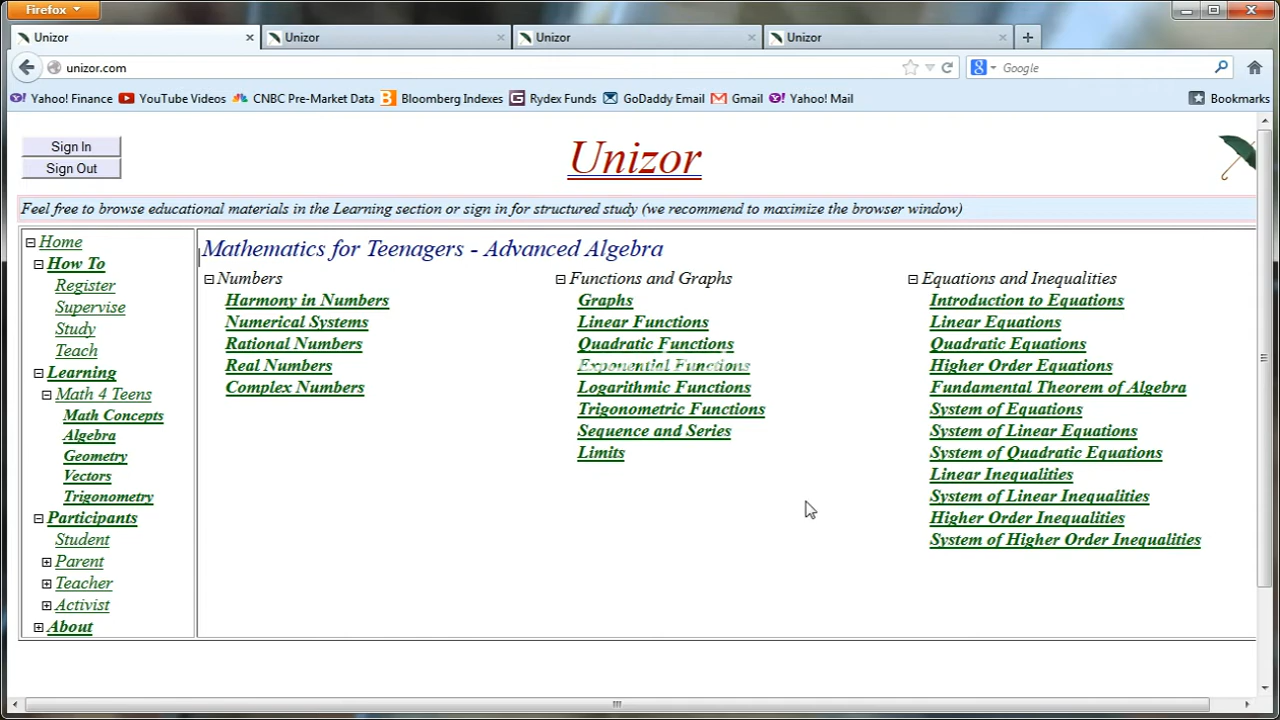 Firefox
Unizor
Unizor
Unizor
Unizor
unizor.com
Google
Yahoo! Finance
YouTube Videos
CNBC Pre-Market Data
Bloomberg Indexes
Rydex Funds
GoDaddy Email
Gmail
Yahoo! Mail
Bookmarks
Sign In
Sign Out
Unizor
Feel free to browse educational materials in the Learning section or sign in for structured study (we recommend to maximize the browser window)
Home
How To
Register
Supervise
Study
Teach
Learning
Math 4 Teens
Math Concepts
Algebra
Geometry
Vectors
Trigonometry
Participants
Student
Parent
Teacher
Activist
About
Mathematics for Teenagers - Advanced Algebra
Numbers
Harmony in Numbers
Numerical Systems
Rational Numbers
Real Numbers
Complex Numbers
Functions and Graphs
Graphs
Linear Functions
Quadratic Functions
Exponential Functions
Logarithmic Functions
Trigonometric Functions
Sequence and Series
Limits
Equations and Inequalities
Introduction to Equations
Linear Equations
Quadratic Equations
Higher Order Equations
Fundamental Theorem of Algebra
System of Equations
System of Linear Equations
System of Quadratic Equations
Linear Inequalities
System of Linear Inequalities
Higher Order Inequalities
System of Higher Order Inequalities